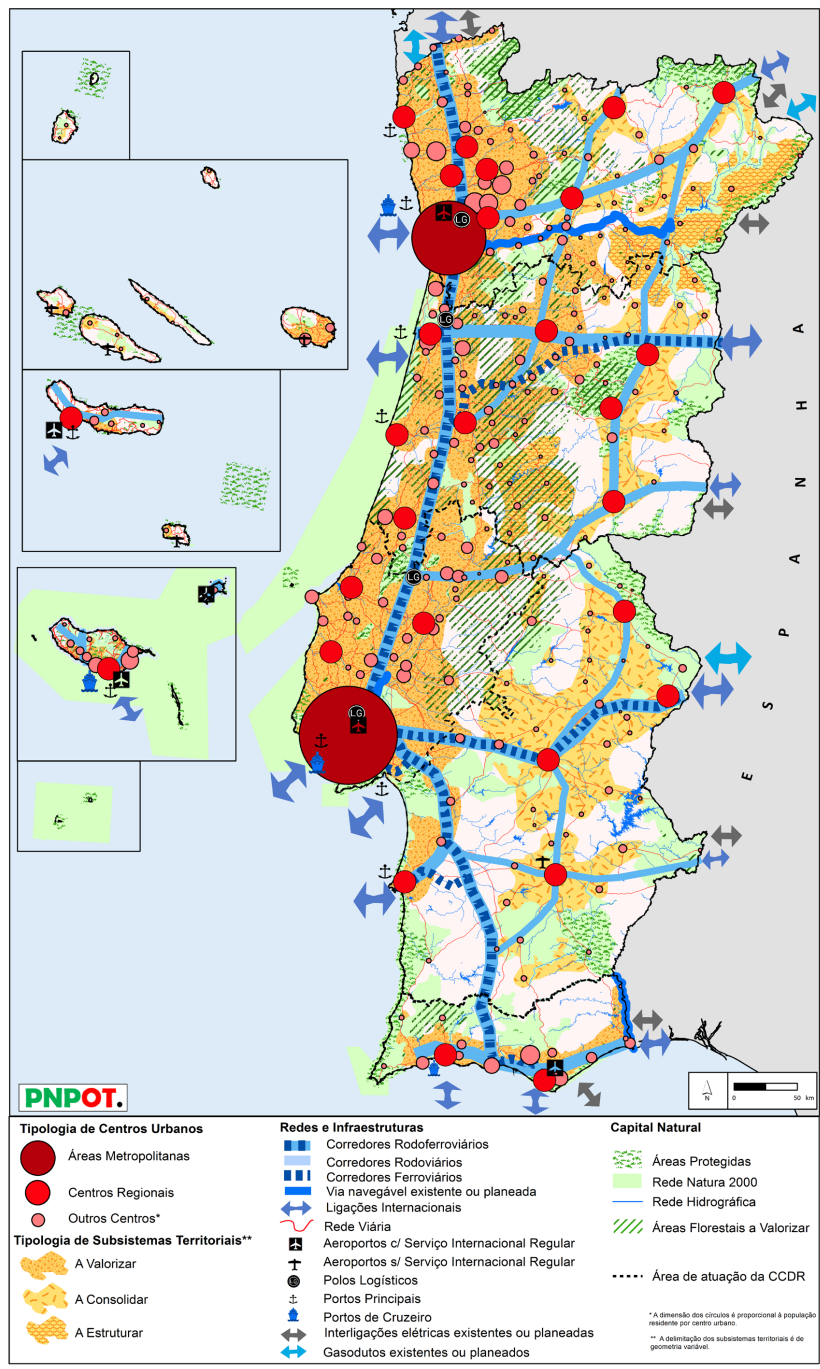 LG
LG
LG
LG
ESPANHA
PNPOT.
N
0
50
km
Tipologia de Centros Urbanos
Áreas Metropolitanas
Centros Regionais
Outros Centros*
Tipologia de Subsistemas Territoriais**
A Valorizar
A Consolidar
A Estruturar
Redes e Infraestruturas
Corredores Rodoferroviários
Corredores Rodoviários
Corredores Ferroviários
Via navegável existente ou planeada
Ligações Internacionais
Rede Viária
Aeroportos c/ Serviço Internacional Regular
Aeroportos s/ Serviço Internacional Regular
LG
Polos Logísticos
Portos Principais
Portos de Cruzeiro
Interligações elétricas existentes ou planeadas
Gasodutos existentes ou planeados
Capital Natural
Áreas Protegidas
Rede Natura 2000
Rede Hidrográfica
Áreas Florestais a Valorizar
Área de atuação da CCDR
* A dimensão dos círculos é proporcional à população
residente por centro urbano.
** A delimitação dos subsistemas territoriais é de
geometria variável.